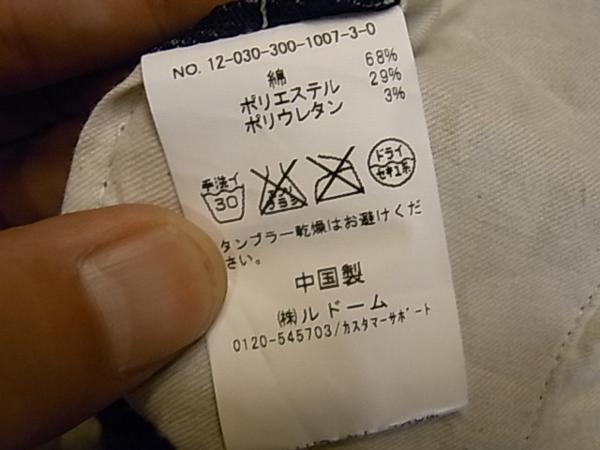 NO. 12-030-300-1007-3-0
綿 68%
ポリエステル 29%
ポリウレタン 3%
手洗イ 30
ドライ セキユ系
タンブラー乾燥はお避けくだ
さい。
中国製
㈱ルドーム
0120-545703/カスタマーサポート